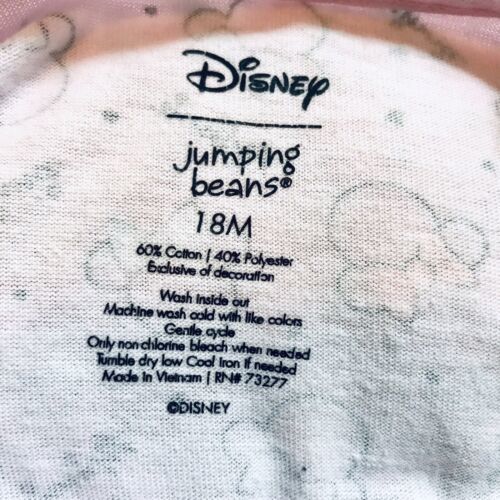 Disney
jumping
beans®
18M
60% Cotton | 40% Polyester
Exclusive of decoration
Wash inside out
Machine wash cold with like colors
Gentle cycle
Only non-chlorine bleach when needed
Tumble dry low Cool Iron if needed
Made in Vietnam | RN# 73277
©DISNEY